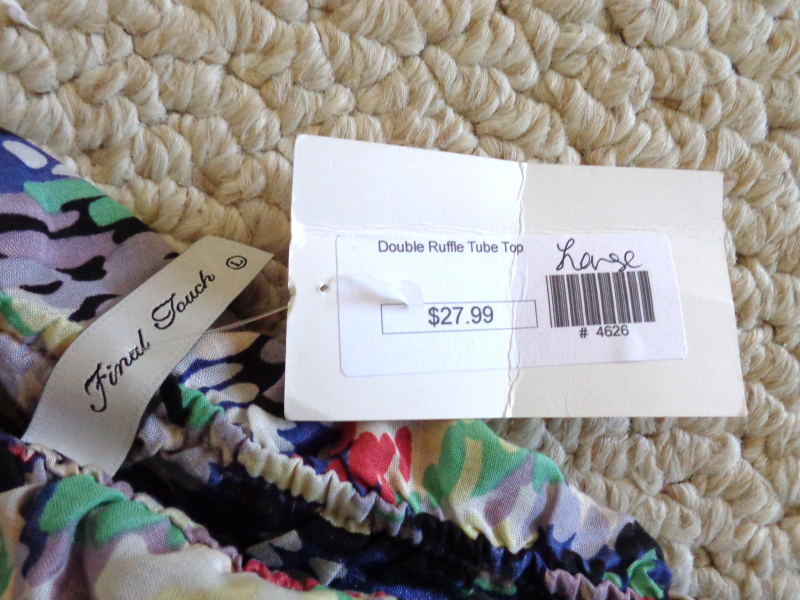 Final Touch
L
Double Ruffle Tube Top
Large
$27.99
# 4626